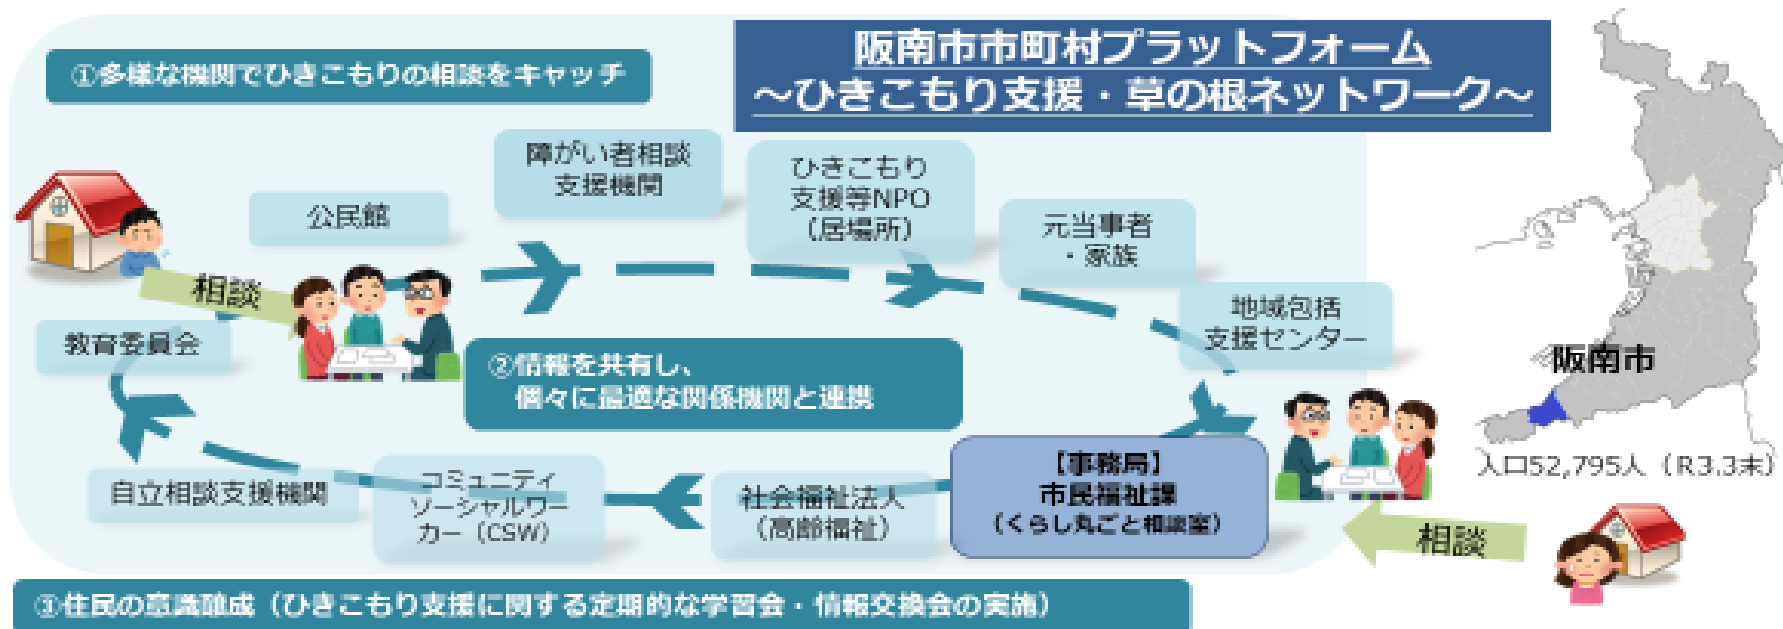 阪南市市町村プラットフォーム
～ひきこもり支援・草の根ネットワーク～
①多様な機関でひきこもりの相談をキャッチ
障がい者相談
支援機関
ひきこもり
支援等NPO
（居場所）
公民館
元当事者
・家族
相談
地域包括
支援センター
教育委員会
②情報を共有し、
個々に最適な関係機関と連携
阪南市
人口52,795人（R3.3末）
自立相談支援機関
コミュニティ
ソーシャルワー
カー（CSW）
社会福祉法人
（高齢福祉）
【事務局】
市民福祉課
（くらし丸ごと相談室）
相談
③住民の意識醸成（ひきこもり支援に関する定期的な学習会・情報交換会の実施）